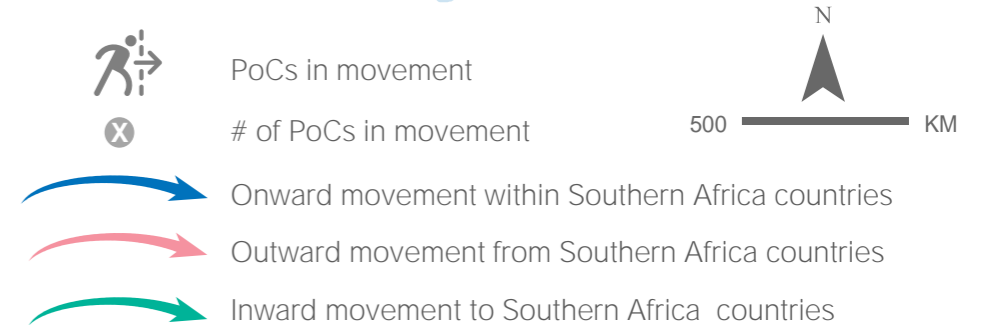 N
PoCs in movement
X # of PoCs in movement
500 KM
Onward movement within Southern Africa countries
Outward movement from Southern Africa countries
Inward movement to Southern Africa countries